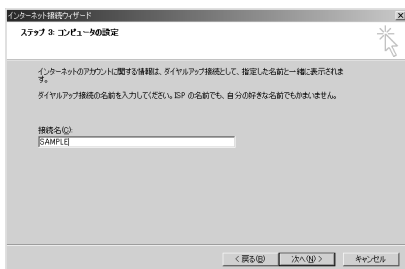 インターネット接続ウィザード
ステップ 3: コンピュータの設定
インターネットのアカウントに関する情報は、ダイヤルアップ接続として、指定した名前と一緒に表示されま
す。
ダイヤルアップ接続の名前を入力してください。ISP の名前でも、自分の好きな名前でもかまいません。
接続名(C):
SAMPLE
< 戻る(B)
次へ(N) >
キャンセル